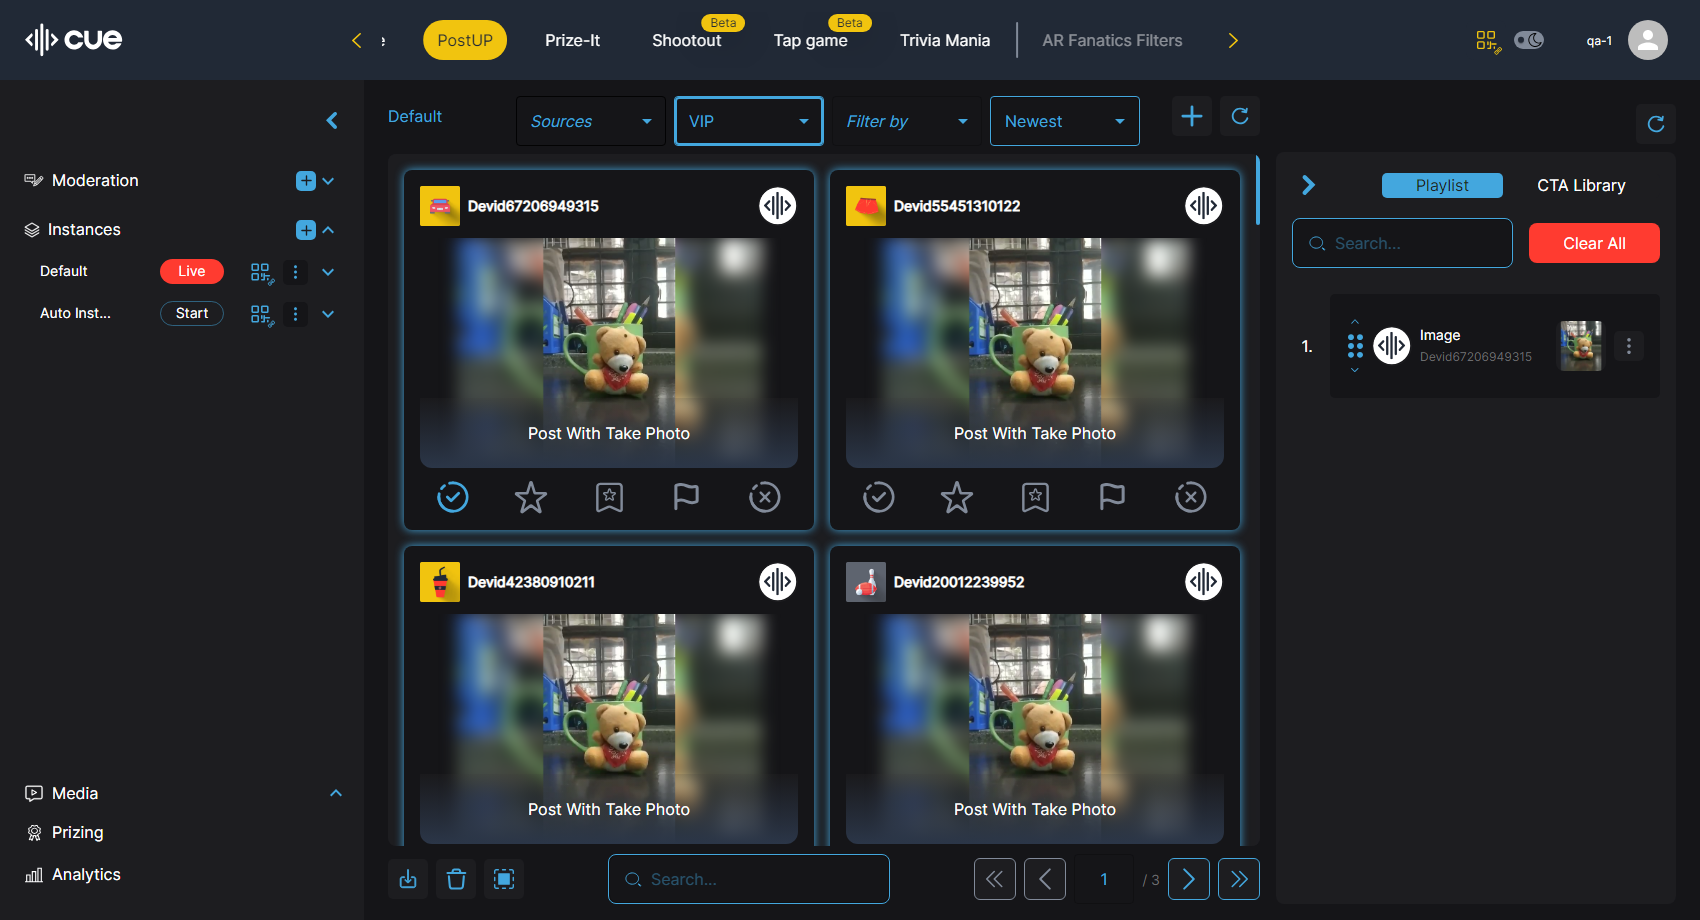 cue
e
PostUP
Prize-It
Beta
Shootout
Beta
Tap game
Trivia Mania
AR Fanatics Filters
qa-1
Moderation
Instances
Default
Live
Auto Inst...
Start
Media
Prizing
Analytics
Default
Sources
VIP
Filter by
Newest
Devid67206949315
Post With Take Photo
Devid55451310122
Post With Take Photo
Devid42380910211
Post With Take Photo
Devid20012239952
Post With Take Photo
Search...
1
/ 3
Playlist
CTA Library
Search...
Clear All
1.
Image
Devid67206949315